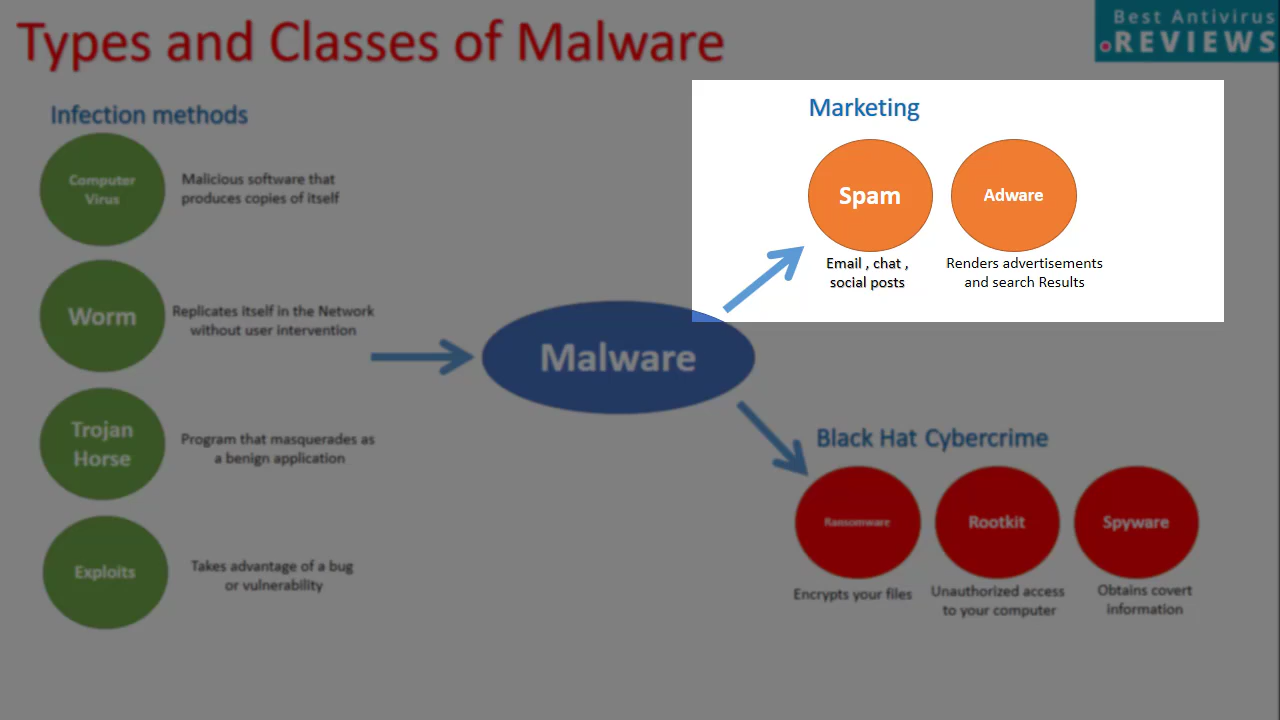 Types and Classes of Malware
Best Antivirus
REVIEWS
Infection methods
Computer
Virus
Malicious software that
produces copies of itself
Worm
Replicates itself in the Network
without user intervention
Trojan
Horse
Program that masquerades as
a benign application
Exploits
Takes advantage of a bug
or vulnerability
Malware
Marketing
Spam
Email , chat ,
social posts
Adware
Renders advertisements
and search Results
Black Hat Cybercrime
Ransomware
Encrypts your files
Rootkit
Unauthorized access
to your computer
Spyware
Obtains covert
information